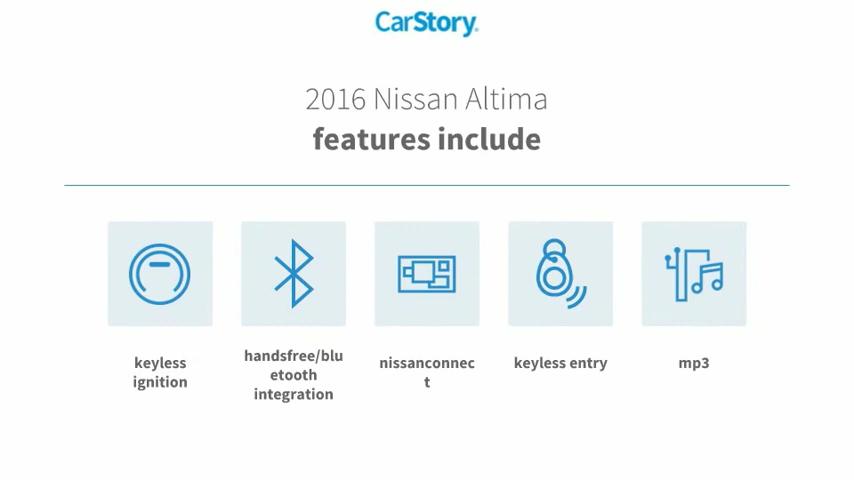 CarStory
2016 Nissan Altima
features include
keyless
ignition
handsfree/blu
etooth
integration
nissanconnec
t
keyless entry
mp3